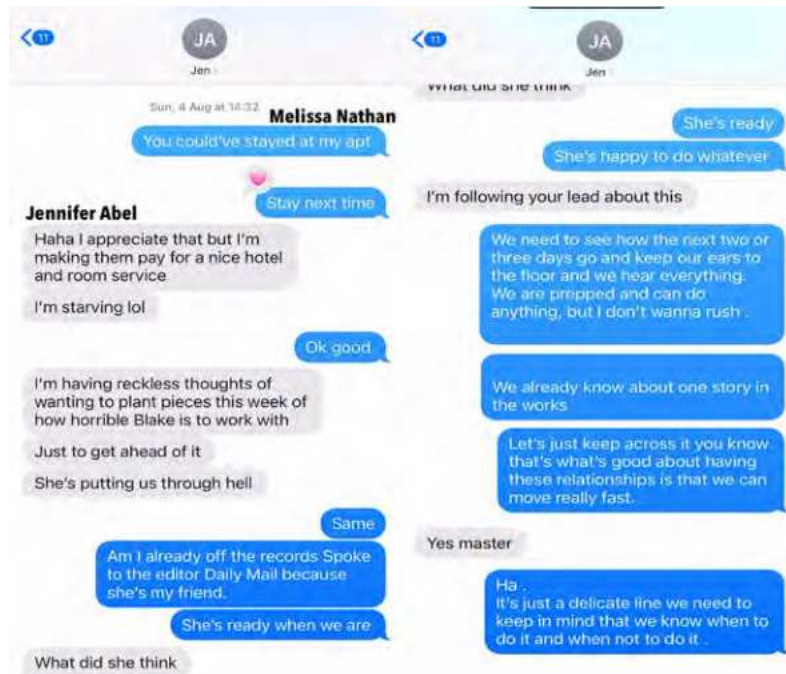 11
JA
Jen
Sun, 4 Aug at 14:32
Melissa Nathan
You could've stayed at my apt
Stay next time
Jennifer Abel
Haha I appreciate that but I'm
making them pay for a nice hotel
and room service
I'm starving lol
Ok good
I'm having reckless thoughts of
wanting to plant pieces this week of
how horrible Blake is to work with
Just to get ahead of it
She's putting us through hell
Same
Am I already off the records Spoke
to the editor Daily Mail because
she's my friend.
She's ready when we are
What did she think
11
JA
Jen
What did she think
She's ready
She's happy to do whatever
I'm following your lead about this
We need to see how the next two or
three days go and keep our ears to
the floor and we hear everything.
We are prepped and can do
anything, but I don't wanna rush .
We already know about one story in
the works
Let's just keep across it you know
that's what's good about having
these relationships is that we can
move really fast.
Yes master
Ha .
It's just a delicate line we need to
keep in mind that we know when to
do it and when not to do it .